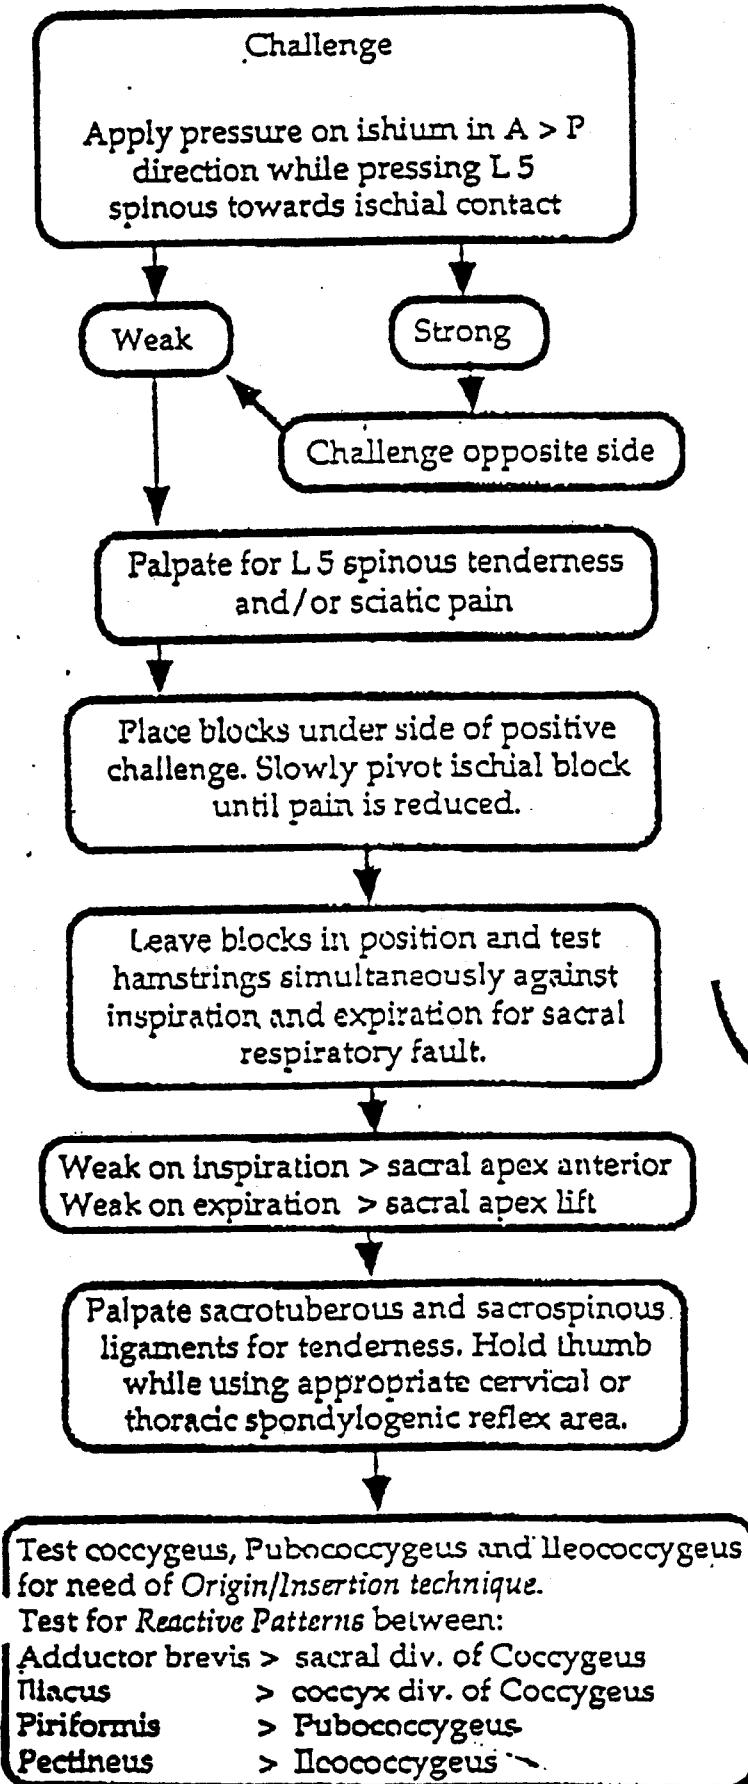 Challenge
Apply pressure on ishium in A > P
direction while pressing L 5
spinous towards ischial contact
Weak
Strong
Challenge opposite side
Palpate for L 5 spinous tenderness
and/or sciatic pain
Place blocks under side of positive
challenge. Slowly pivot ischial block
until pain is reduced.
Leave blocks in position and test
hamstrings simultaneously against
inspiration and expiration for sacral
respiratory fault.
Weak on inspiration > sacral apex anterior
Weak on expiration > sacral apex lift
Palpate sacrotuberous and sacrospinous
ligaments for tenderness. Hold thumb
while using appropriate cervical or
thoracic spondylogenic reflex area.
Test coccygeus, Pubococcygeus and Ileococcygeus
for need of Origin/Insertion technique.
Test for Reactive Patterns between:
Adductor brevis > sacral div. of Coccygeus
Iliacus > coccyx div. of Coccygeus
Piriformis > Pubococcygeus
Pectineus > Ileococcygeus